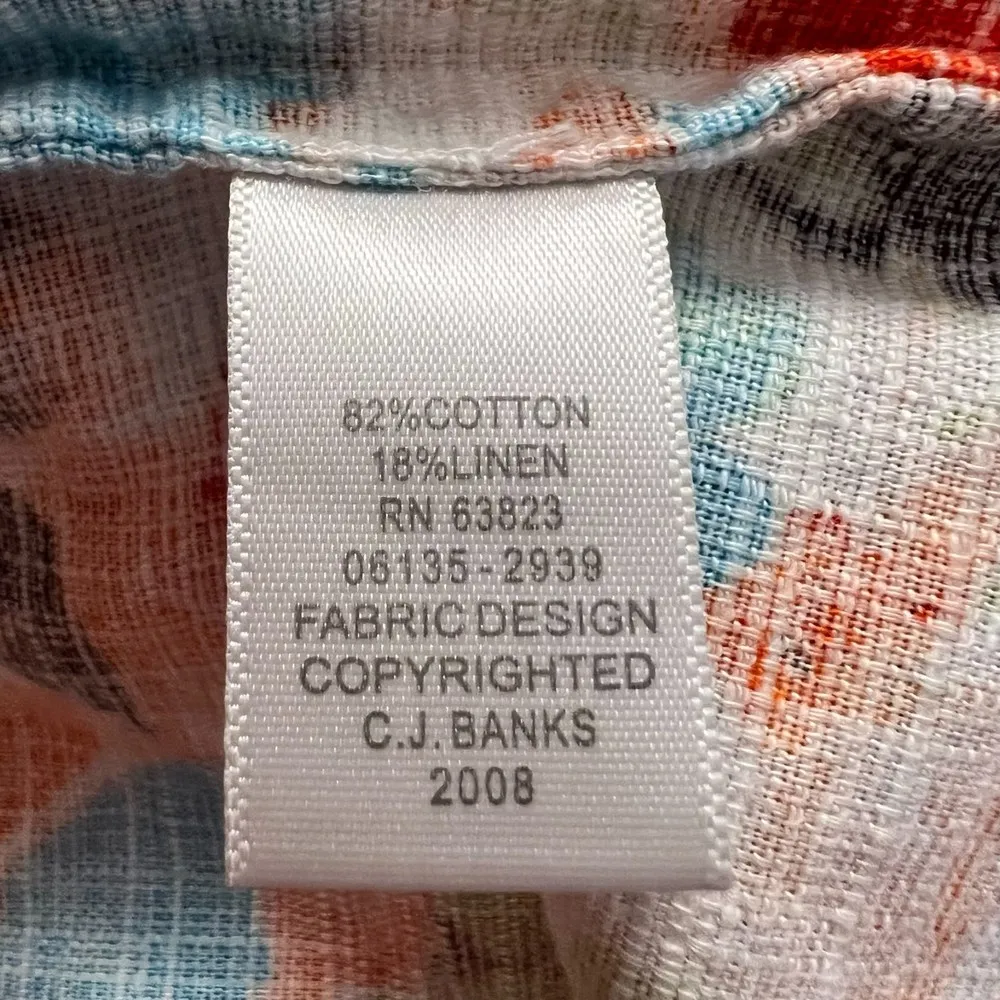 82%COTTON
18%LINEN
RN 63823
06135-2939
FABRIC DESIGN
COPYRIGHTED
C.J. BANKS
2008